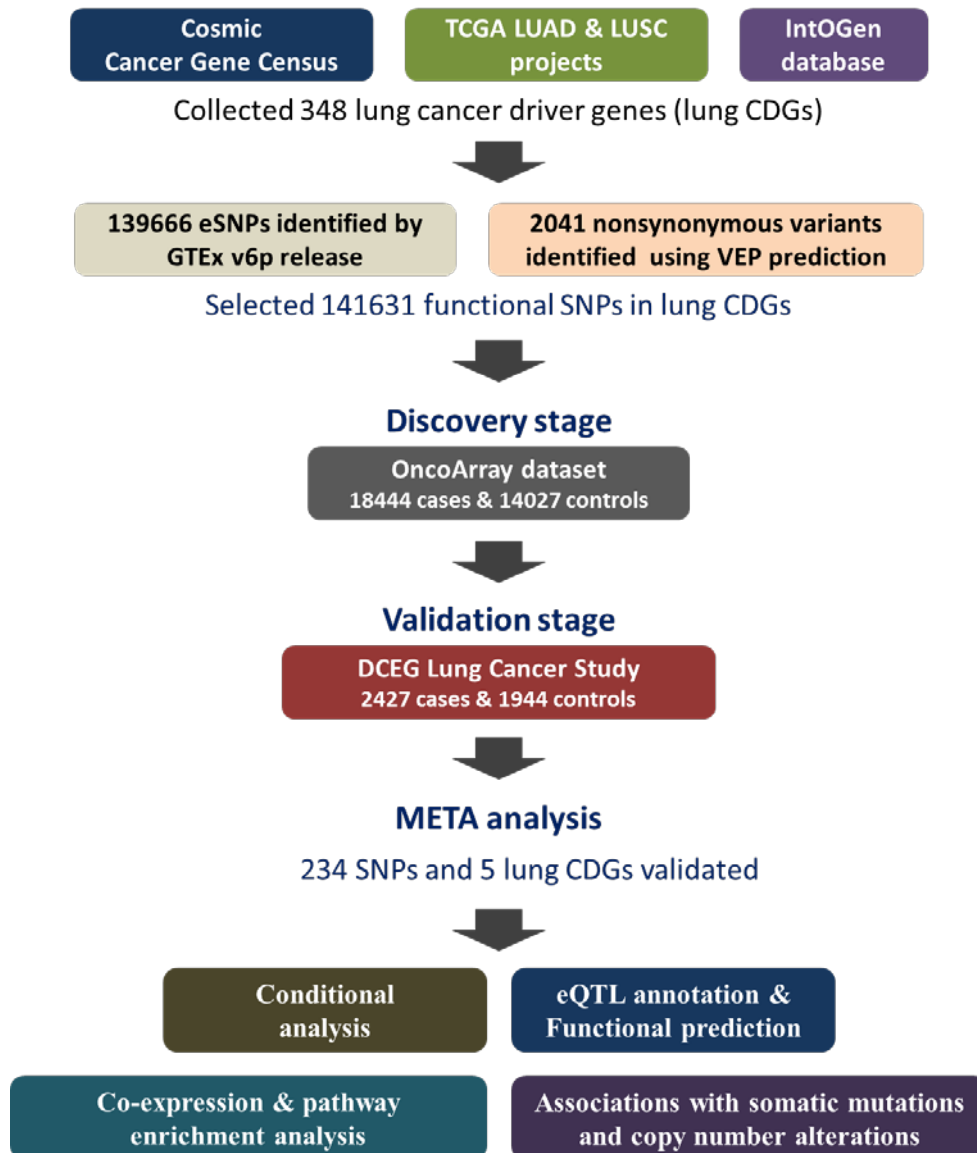 Cosmic
Cancer Gene Census
TCGA LUAD & LUSC
projects
IntOGen
database
Collected 348 lung cancer driver genes (lung CDGs)
139666 eSNPs identified by
GTEx v6p release
2041 nonsynonymous variants
identified using VEP prediction
Selected 141631 functional SNPs in lung CDGs
Discovery stage
OncoArray dataset
18444 cases & 14027 controls
Validation stage
DCEG Lung Cancer Study
2427 cases & 1944 controls
META analysis
234 SNPs and 5 lung CDGs validated
Conditional
analysis
eQTL annotation &
Functional prediction
Co-expression & pathway
enrichment analysis
Associations with somatic mutations
and copy number alterations